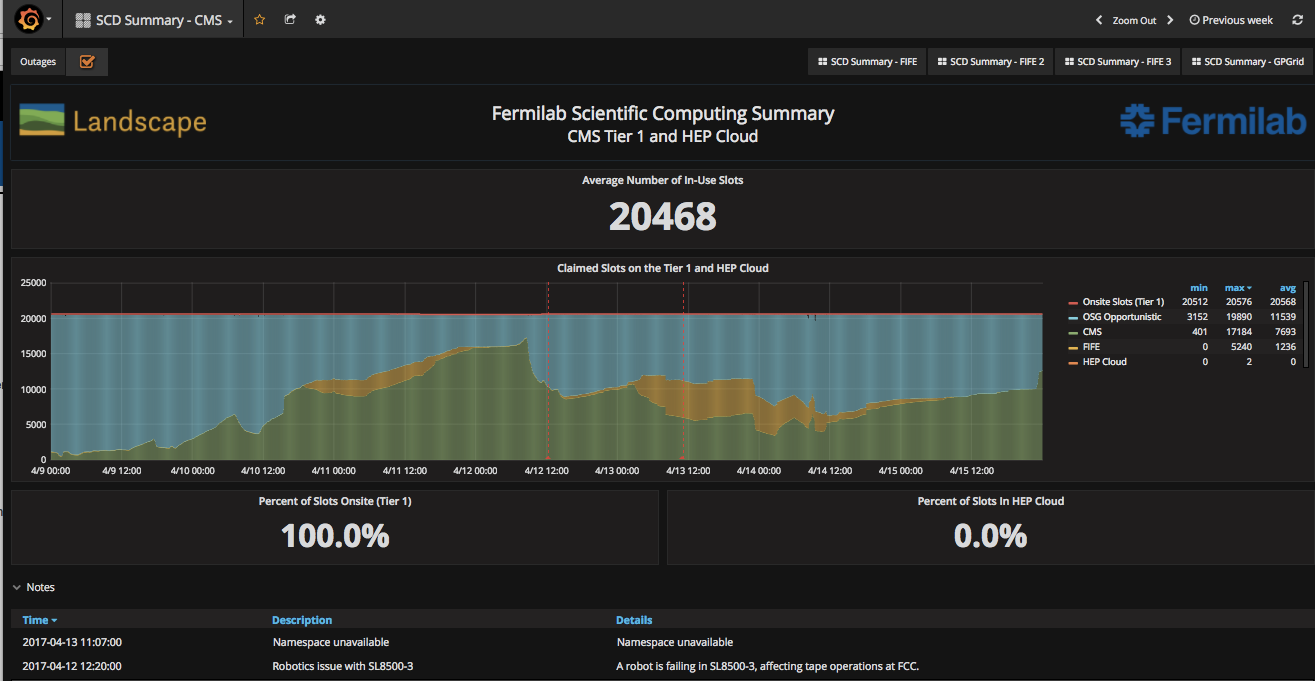 SCD Summary - CMS
Zoom Out
Previous week
Outages
SCD Summary - FIFE
SCD Summary - FIFE 2
SCD Summary - FIFE 3
SCD Summary - GPGrid
Landscape
Fermilab Scientific Computing Summary
CMS Tier 1 and HEP Cloud
Fermilab
Average Number of In-Use Slots
20468
Claimed Slots on the Tier 1 and HEP Cloud
25000
20000
15000
10000
5000
0
4/9 00:00 4/9 12:00 4/10 00:00 4/10 12:00 4/11 00:00 4/11 12:00 4/12 00:00 4/12 12:00 4/13 00:00 4/13 12:00 4/14 00:00 4/14 12:00 4/15 00:00 4/15 12:00
min max avg
Onsite Slots (Tier 1) 20512 20576 20568
OSG Opportunistic 3152 19890 11539
CMS 401 17184 7693
FIFE 0 5240 1236
HEP Cloud 0 2 0
Percent of Slots Onsite (Tier 1)
100.0%
Percent of Slots In HEP Cloud
0.0%
Notes
Time Description Details
2017-04-13 11:07:00 Namespace unavailable Namespace unavailable
2017-04-12 12:20:00 Robotics issue with SL8500-3 A robot is failing in SL8500-3, affecting tape operations at FCC.